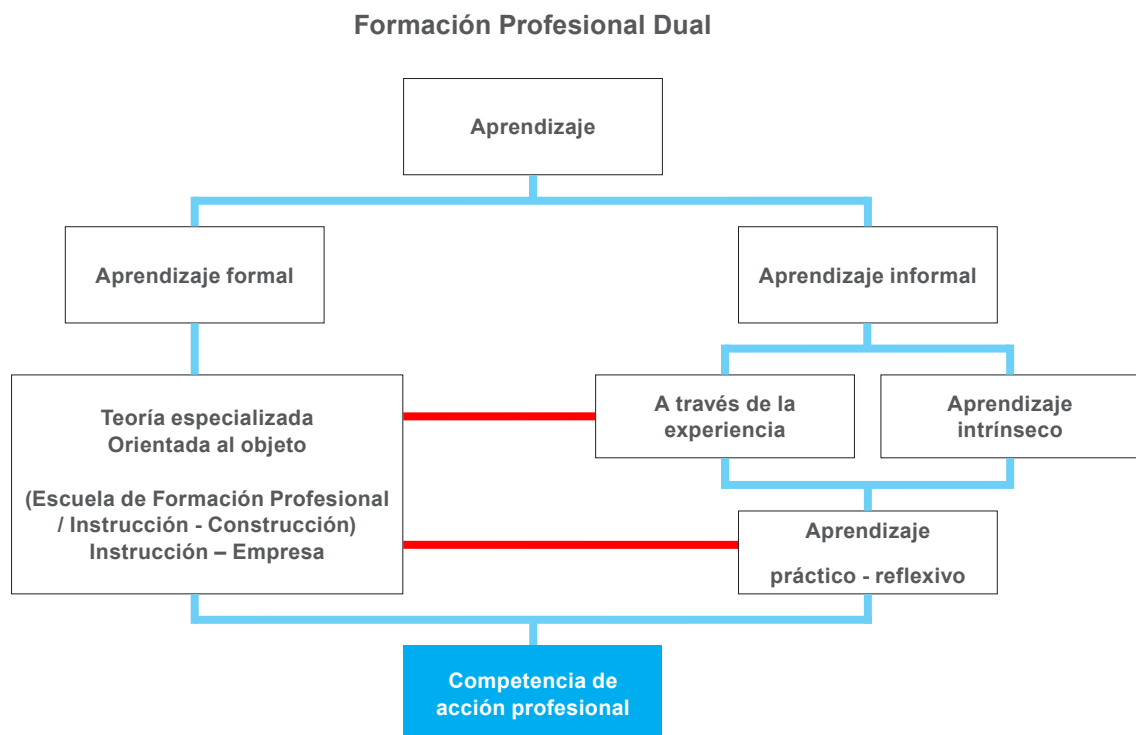 Formación Profesional Dual
Aprendizaje
Aprendizaje formal
Aprendizaje informal
Teoría especializada
Orientada al objeto
(Escuela de Formación Profesional
/ Instrucción - Construcción)
Instrucción – Empresa
A través de la
experiencia
Aprendizaje
intrínseco
Aprendizaje
práctico - reflexivo
Competencia de
acción profesional